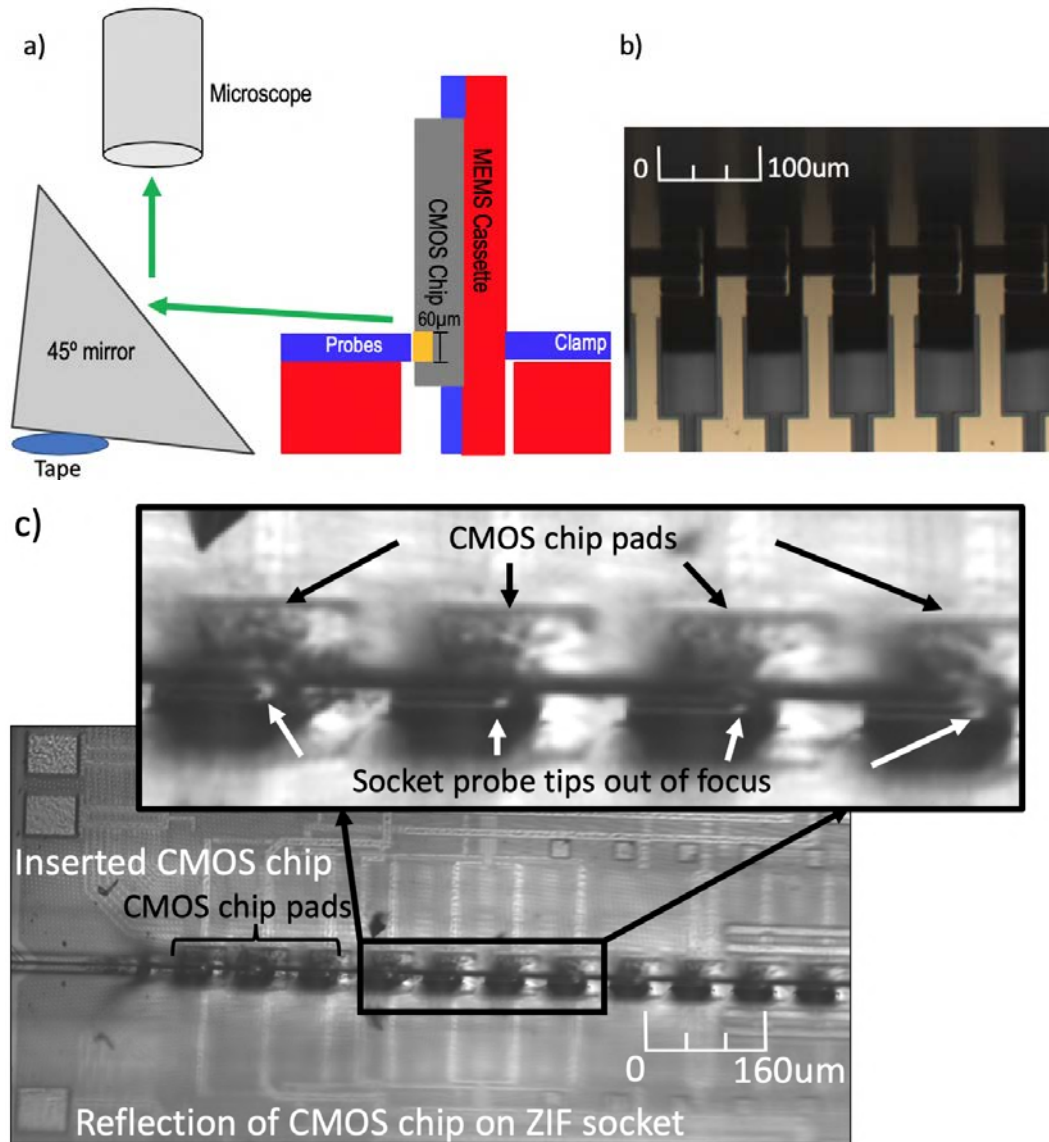 a)
Microscope
45º mirror
Tape
Probes
60µm
CMOS Chip
MEMS Cassette
Clamp
b)
0 100um
c)
CMOS chip pads
Socket probe tips out of focus
Inserted CMOS chip
CMOS chip pads
0 160um
Reflection of CMOS chip on ZIF socket